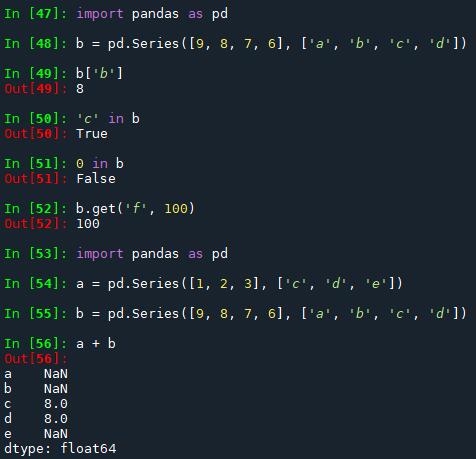 In [47]: import pandas as pd
In [48]: b = pd.Series([9, 8, 7, 6], ['a', 'b', 'c', 'd'])
In [49]: b['b']
Out[49]: 8
In [50]: 'c' in b
Out[50]: True
In [51]: 0 in b
Out[51]: False
In [52]: b.get('f', 100)
Out[52]: 100
In [53]: import pandas as pd
In [54]: a = pd.Series([1, 2, 3], ['c', 'd', 'e'])
In [55]: b = pd.Series([9, 8, 7, 6], ['a', 'b', 'c', 'd'])
In [56]: a + b
Out[56]:
a    NaN
b    NaN
c    8.0
d    8.0
e    NaN
dtype: float64